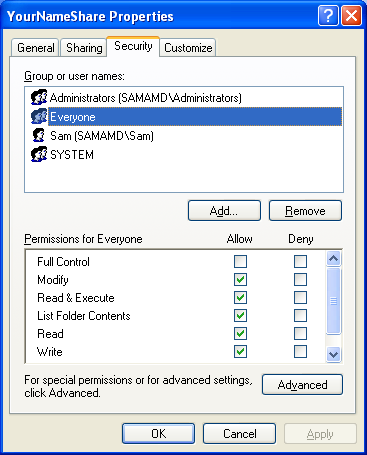 YourNameShare Properties
General Sharing Security Customize
Group or user names:
Administrators (SAMAMD\Administrators)
Everyone
Sam (SAMAMD\Sam)
SYSTEM
Add... Remove
Permissions for Everyone Allow Deny
Full Control
Modify
Read & Execute
List Folder Contents
Read
Write
For special permissions or for advanced settings,
click Advanced.
Advanced
OK Cancel Apply